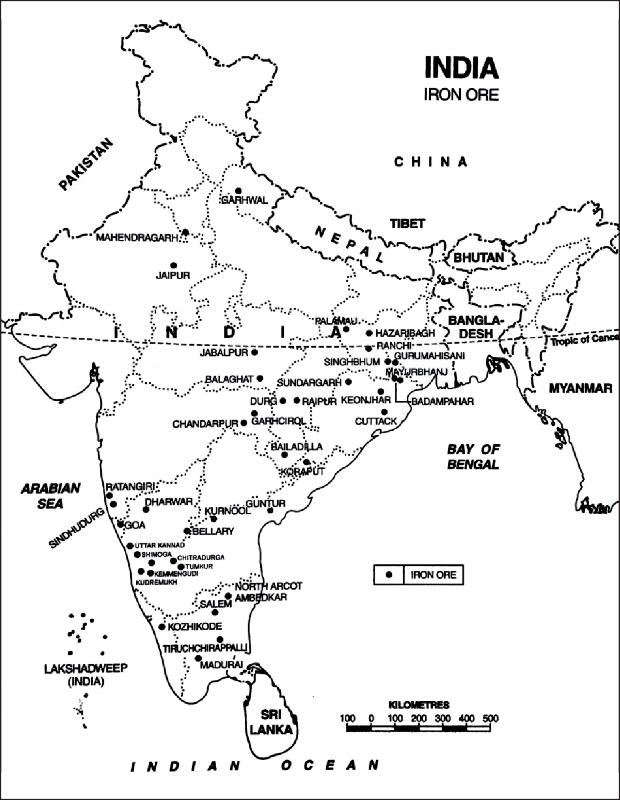 INDIA
IRON ORE
PAKISTAN
CHINA
GARHWAL
TIBET
NEPAL
MAHENDRAGARH
BHUTAN
JAIPUR
INDIA
PALAMAU
HAZARIBAGH
BANGLA-
DESH
Tropic of Cance
RANCHI
JABALPUR
SINGHBHUM
GURUMAHISANI
MAYURBHANJ
BALAGHAT
SUNDARGARH
MYANMAR
DURG
RAIPUR
KEONJHAR
BADAMPAHAR
CHANDARPUR
GARHCIROL
CUTTACK
BAILADILLA
BAY OF
BENGAL
KORAPUT
ARABIAN
SEA
RATANGIRI
DHARWAR
GUNTUR
KURNOOL
SINDHUDURG
GOA
BELLARY
UTTAR KANNAD
SHIMOGA
CHITRADURGA
TUMKUR
KEMMENGUDI
KUDREMUKH
IRON ORE
NORTH ARCOT
AMBEDKAR
SALEM
KOZHIKODE
TIRUCHCHIRAPPALLI
MADURAI
LAKSHADWEEP
(INDIA)
SRI
LANKA
KILOMETRES
100 0 100 200 300 400 500
INDIAN OCEAN